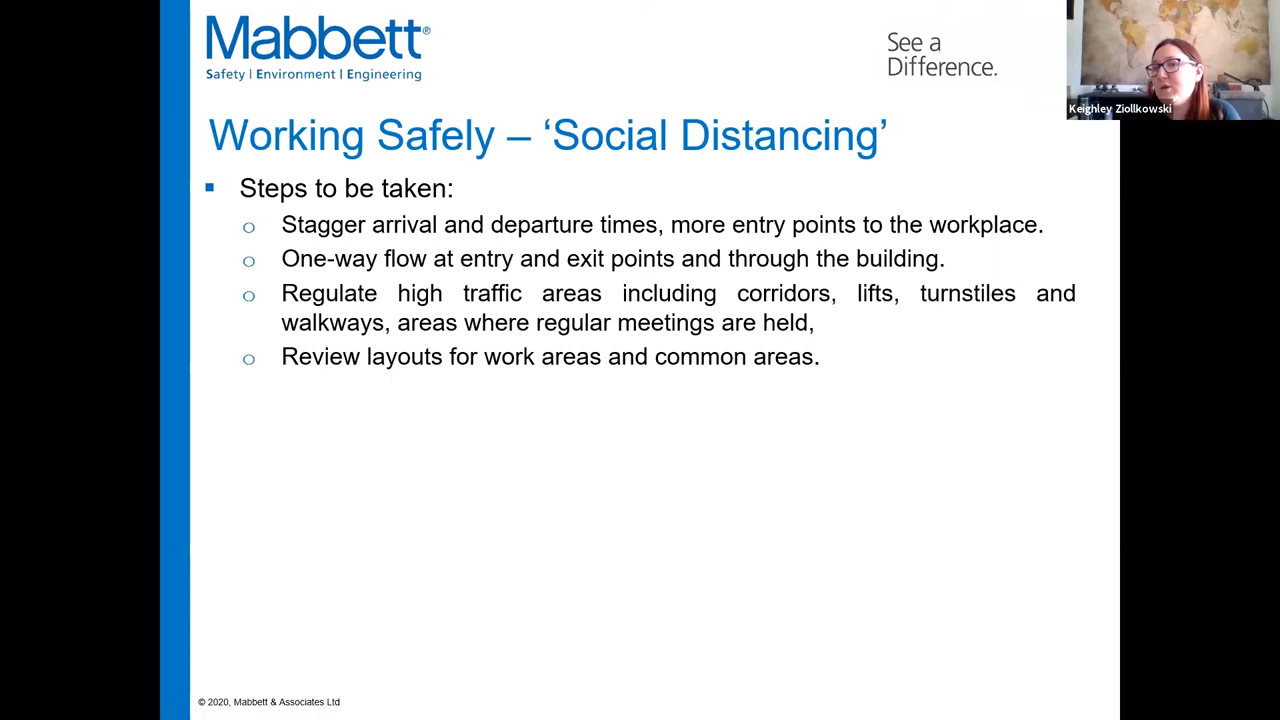 Mabbett®
Safety | Environment | Engineering
See a
Difference.
Keighley Ziollkowski
Working Safely – ‘Social Distancing’
Steps to be taken:
Stagger arrival and departure times, more entry points to the workplace.
One-way flow at entry and exit points and through the building.
Regulate high traffic areas including corridors, lifts, turnstiles and
walkways, areas where regular meetings are held,
Review layouts for work areas and common areas.
© 2020, Mabbett & Associates Ltd